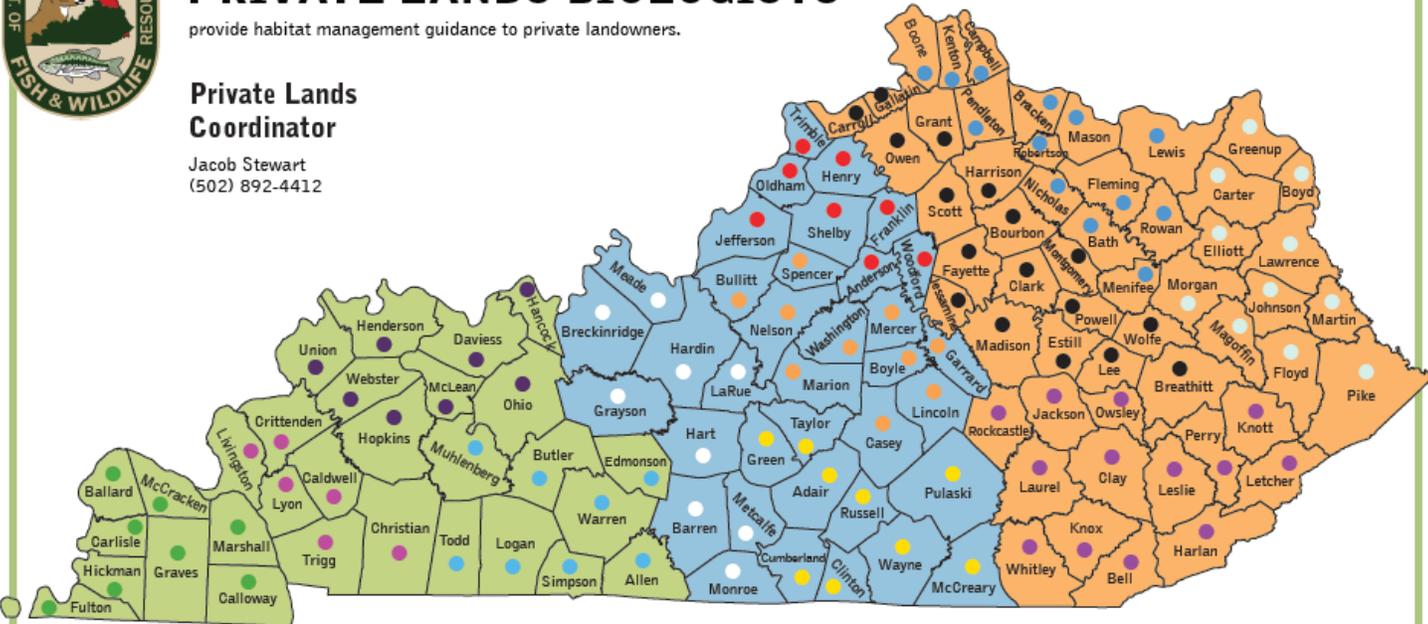 PRIVATE LANDS BIOLOGISTS
provide habitat management guidance to private landowners.
T. OF
FISH & WILDLIFE
RESOU
Private Lands
Coordinator
Jacob Stewart
(502) 892-4412
Boone
Kenton
Campbell
Gallatin
Carroll
Grant
Pendleton
Bracken
Mason
Trimble
Owen
Robertson
Lewis
Greenup
Henry
Harrison
Oldham
Nicholas
Fleming
Carter
Boyd
Scott
Franklin
Shelby
Jefferson
Bourbon
Bath
Rowan
Elliott
Lawrence
Meade
Bullitt
Spencer
Anderson
Woodford
Fayette
Montgomery
Clark
Menifee
Morgan
Johnson
Martin
Hancock
Breckinridge
Nelson
Washington
Mercer
Jessamine
Powell
Magoffin
Henderson
Daviess
Union
Hardin
Madison
Estill
Wolfe
Lee
Floyd
Webster
McLean
LaRue
Marion
Boyle
Garrard
Breathitt
Pike
Ohio
Grayson
Lincoln
Jackson
Owsley
Crittenden
Hopkins
Hart
Taylor
Casey
Rockcastle
Perry
Knott
Livingston
Muhlenberg
Butler
Edmonson
Green
Caldwell
Lyon
Adair
Pulaski
Laurel
Clay
Leslie
Letcher
Ballard
McCracken
Warren
Barren
Metcalfe
Russell
Carlisle
Marshall
Christian
Todd
Logan
Knox
Harlan
Hickman
Graves
Trigg
Simpson
Allen
Monroe
Cumberland
Clinton
Wayne
McCreary
Whitley
Bell
Calloway
Fulton